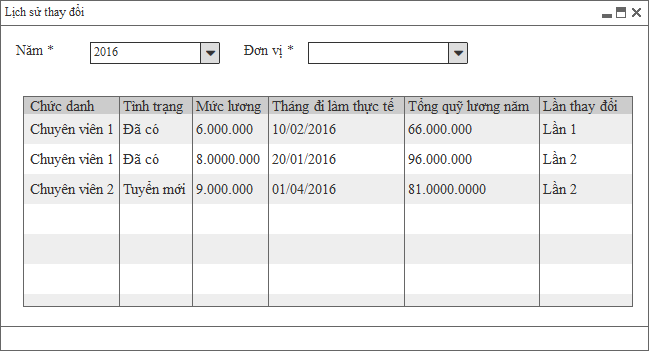 Lịch sử thay đổi
Năm * 2016 Đơn vị *
Chức danh Tình trạng Mức lương Tháng đi làm thực tế Tổng quỹ lương năm Lần thay đổi
Chuyên viên 1 Đã có 6.000.000 10/02/2016 66.000.000 Lần 1
Chuyên viên 1 Đã có 8.0000.000 20/01/2016 96.000.000 Lần 2
Chuyên viên 2 Tuyển mới 9.000.000 01/04/2016 81.0000.0000 Lần 2